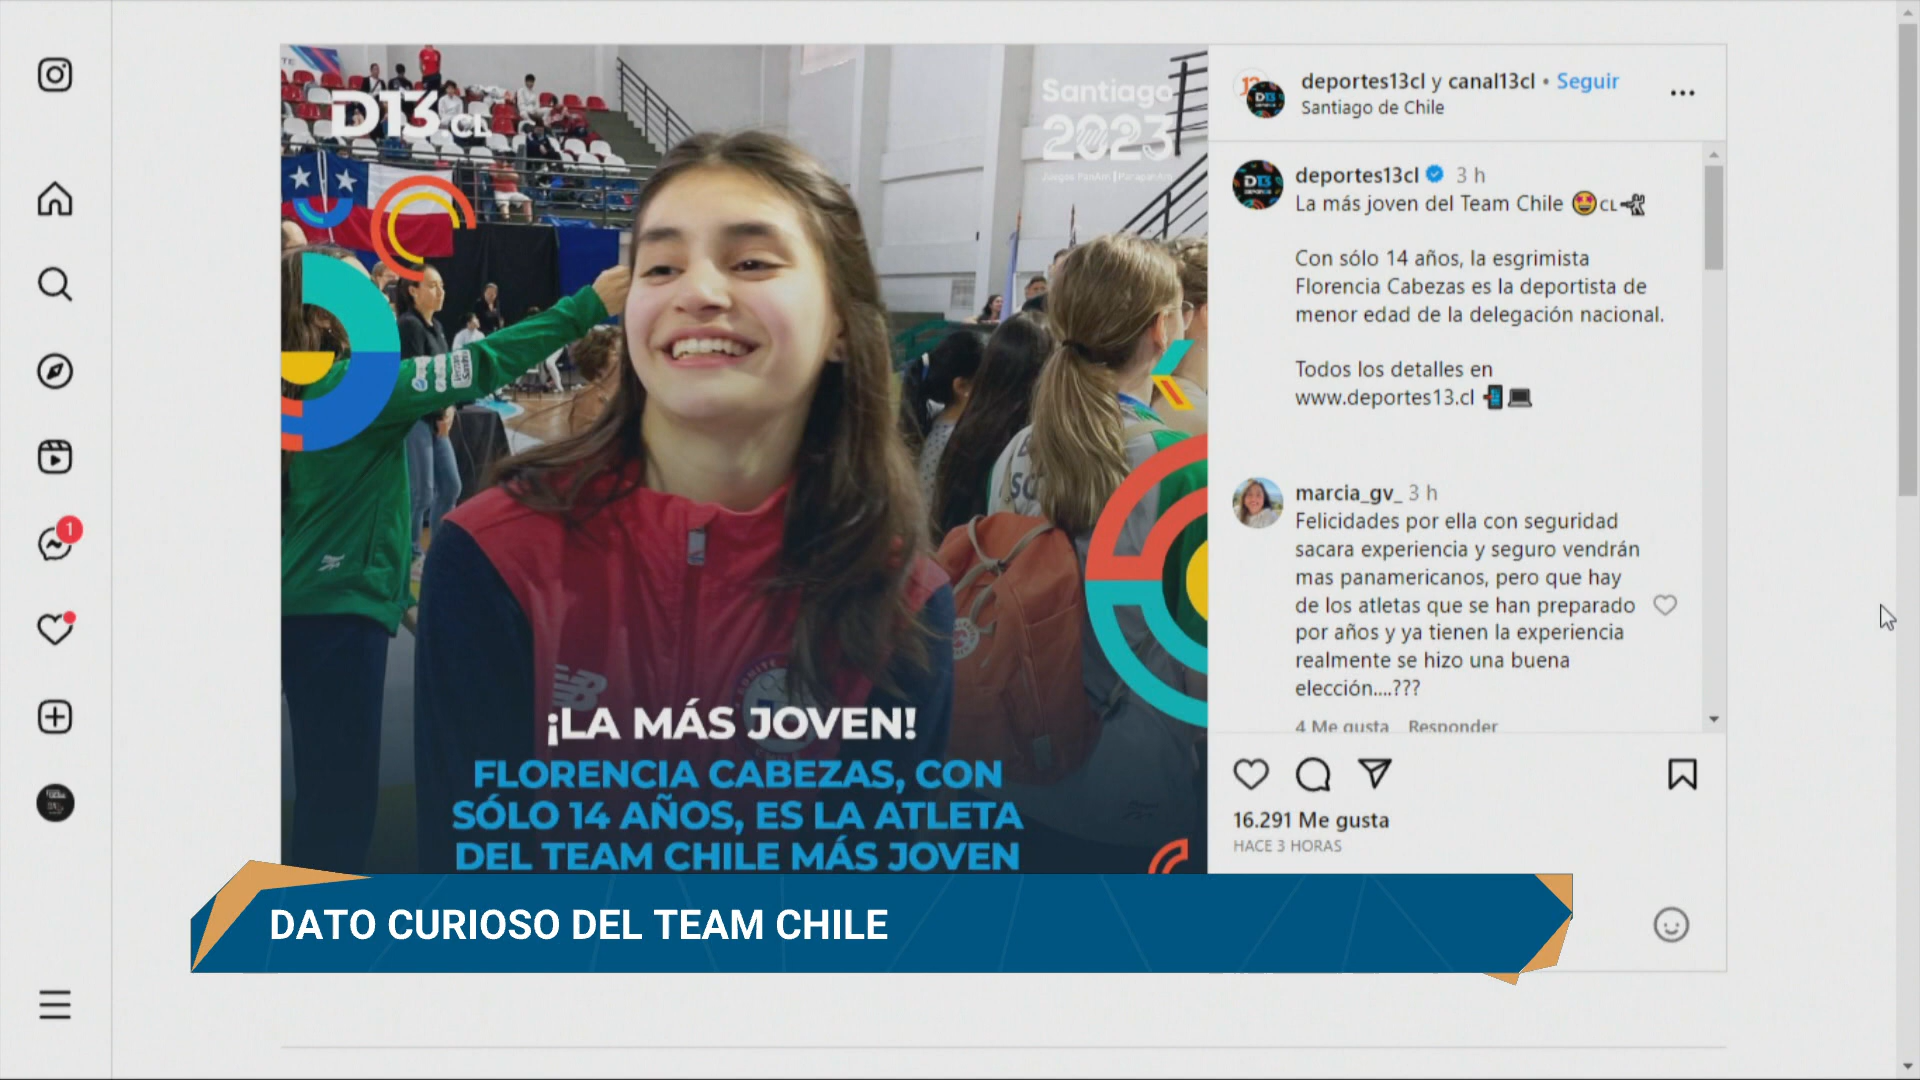 D13.CL
Santiago
2023
Juegos PanAm | Parapanam
¡LA MÁS JOVEN!
FLORENCIA CABEZAS, CON
SÓLO 14 AÑOS, ES LA ATLETA
DEL TEAM CHILE MÁS JOVEN
deportes13cl y canal13cl • Seguir
Santiago de Chile
deportes13cl 3 h
La más joven del Team Chile 🤩CL🤺
Con sólo 14 años, la esgrimista
Florencia Cabezas es la deportista de
menor edad de la delegación nacional.
Todos los detalles en
www.deportes13.cl 📲💻
marcia_gv_ 3 h
Felicidades por ella con seguridad
sacara experiencia y seguro vendrán
mas panamericanos, pero que hay
de los atletas que se han preparado
por años y ya tienen la experiencia
realmente se hizo una buena
elección....???
4 Me gusta Responder
16.291 Me gusta
HACE 3 HORAS
1
DATO CURIOSO DEL TEAM CHILE